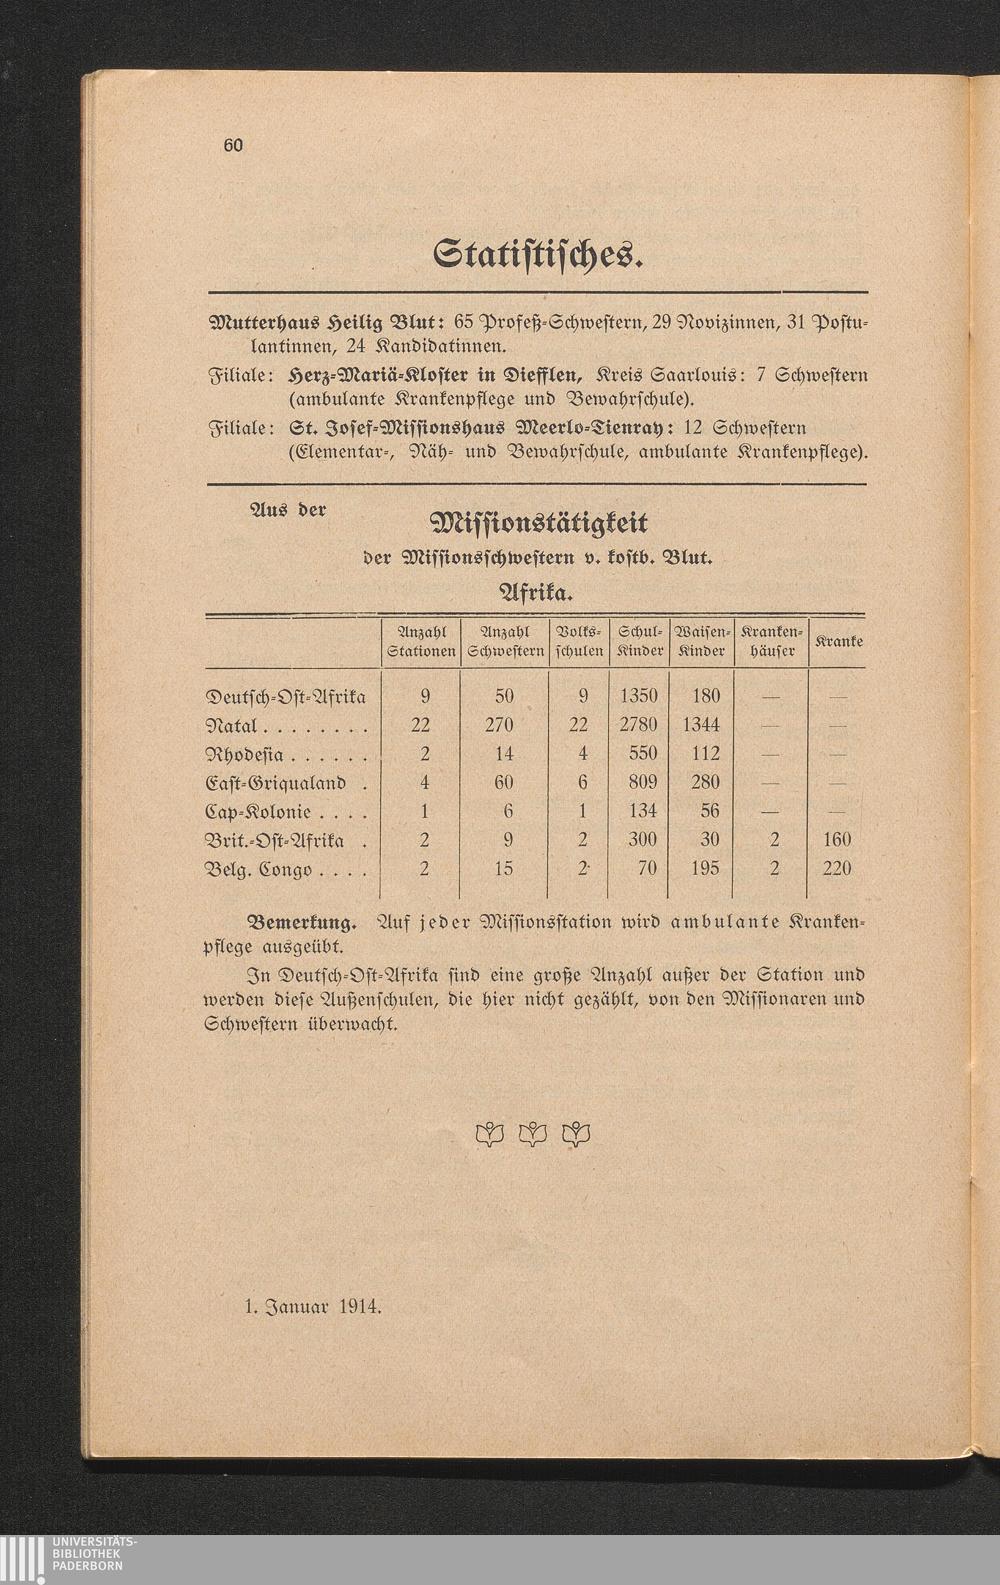 60
Statistisches.
Mutterhaus Heilig Blut: 65 Profeß-Schwestern, 29 Novizinnen, 31 Postu-
lantinnen, 24 Kandidatinnen.
Filiale: Herz-Mariä-Kloster in Diefflen, Kreis Saarlouis: 7 Schwestern
(ambulante Krankenpflege und Bewahrschule).
Filiale: St. Josef-Missionshaus Meerlo-Tienray: 12 Schwestern
(Elementar-, Näh- und Bewahrschule, ambulante Krankenpflege).
Aus der
Missionstätigkeit
der Missionsschwestern v. kostb. Blut.
Afrika.
Anzahl Stationen | Anzahl Schwestern | Volks-schulen | Schul-Kinder | Waisen-Kinder | Kranken-häuser | Kranke
Deutsch-Ost-Afrika 9 50 9 1350 180 — —
Natal . . . . . . . . 22 270 22 2780 1344 — —
Rhodesia . . . . . . 2 14 4 550 112 — —
East-Griqualand . 4 60 6 809 280 — —
Cap-Kolonie . . . . 1 6 1 134 56 — —
Brit.-Ost-Afrika . 2 9 2 300 30 2 160
Belg. Congo . . . . 2 15 2 70 195 2 220
Bemerkung. Auf jeder Missionsstation wird ambulante Kranken-
pflege ausgeübt.
In Deutsch-Ost-Afrika sind eine große Anzahl außer der Station und
werden diese Außenschulen, die hier nicht gezählt, von den Missionaren und
Schwestern überwacht.
1. Januar 1914.
UNIVERSITÄTS-
BIBLIOTHEK
PADERBORN